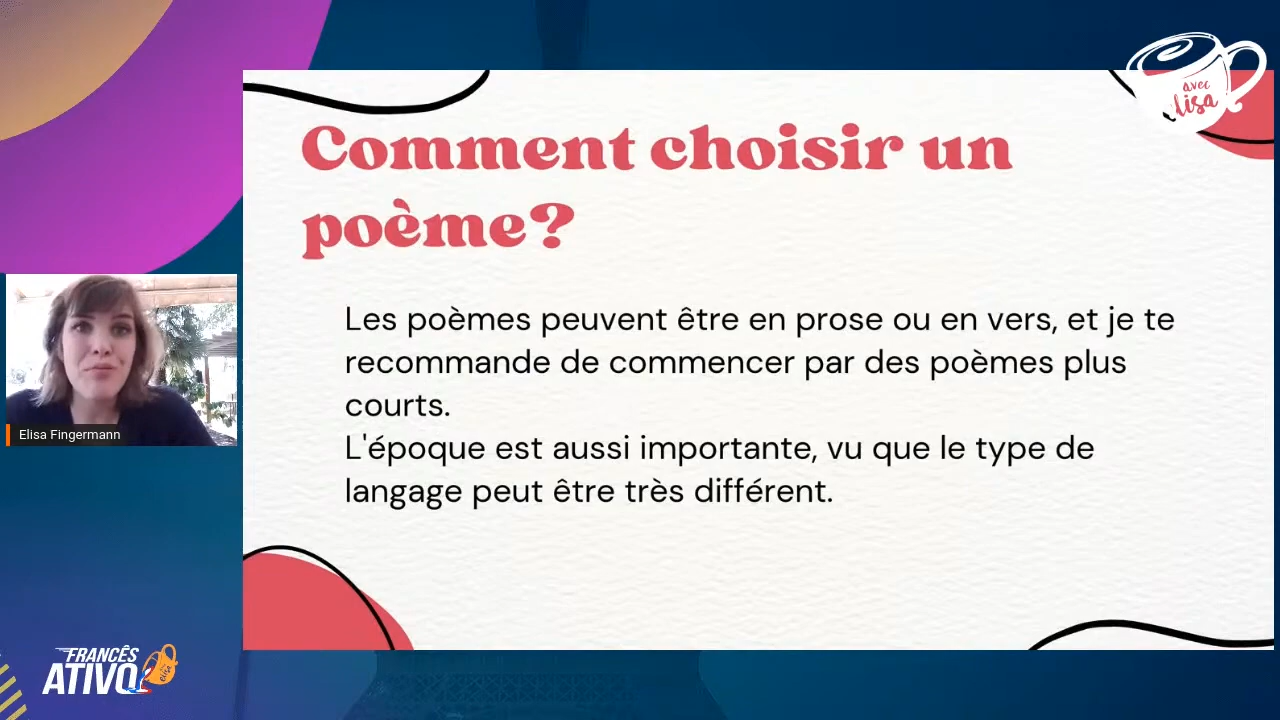 avec
elisa
Comment choisir un
poème?
Les poèmes peuvent être en prose ou en vers, et je te
recommande de commencer par des poèmes plus
courts.
L'époque est aussi importante, vu que le type de
langage peut être très différent.
Elisa Fingermann
FRANCÊS
ATIVO
elisa